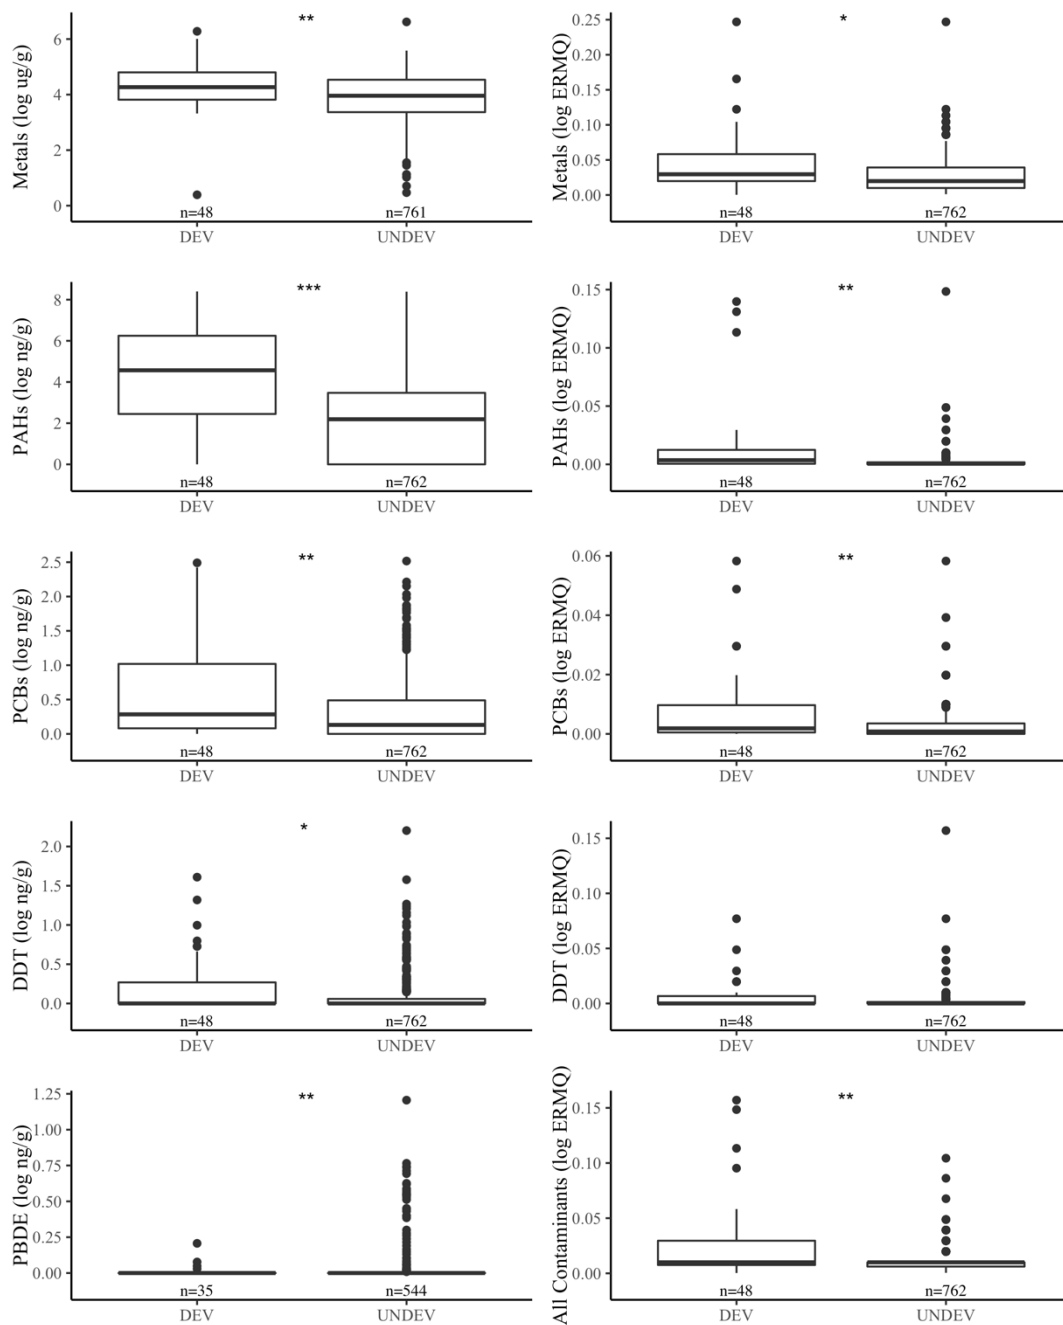 Metals (log ug/g)
6
4
2
0
**
n=48
n=761
DEV
UNDEV
Metals (log ERMQ)
0.25
0.20
0.15
0.10
0.05
0.00
*
n=48
n=762
DEV
UNDEV
PAHs (log ng/g)
8
6
4
2
0
***
n=48
n=762
DEV
UNDEV
PAHs (log ERMQ)
0.15
0.10
0.05
0.00
**
n=48
n=762
DEV
UNDEV
PCBs (log ng/g)
2.5
2.0
1.5
1.0
0.5
0.0
**
n=48
n=762
DEV
UNDEV
PCBs (log ERMQ)
0.06
0.04
0.02
0.00
**
n=48
n=762
DEV
UNDEV
DDT (log ng/g)
2.0
1.5
1.0
0.5
0.0
*
n=48
n=762
DEV
UNDEV
DDT (log ERMQ)
0.15
0.10
0.05
0.00
n=48
n=762
DEV
UNDEV
PBDE (log ng/g)
1.25
1.00
0.75
0.50
0.25
0.00
**
n=35
n=544
DEV
UNDEV
All Contaminants (log ERMQ)
0.15
0.10
0.05
0.00
**
n=48
n=762
DEV
UNDEV